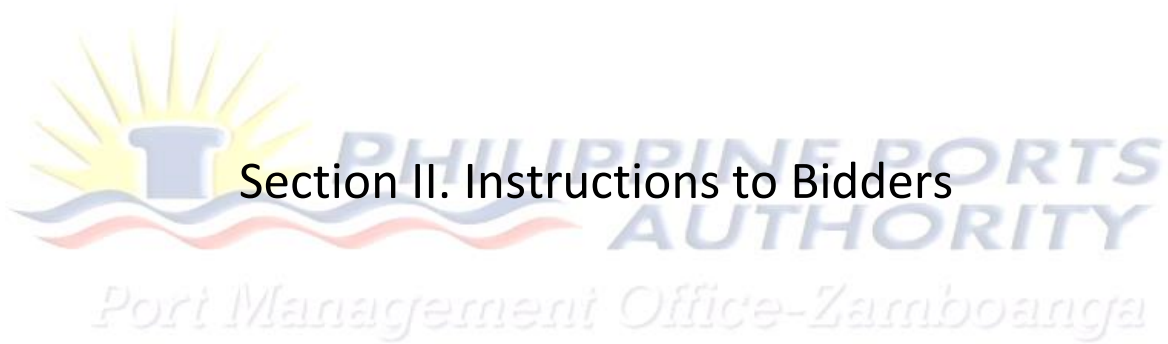 PHILIPPINE PORTS
Section II. Instructions to Bidders
AUTHORITY
Port Management Office-Zamboanga